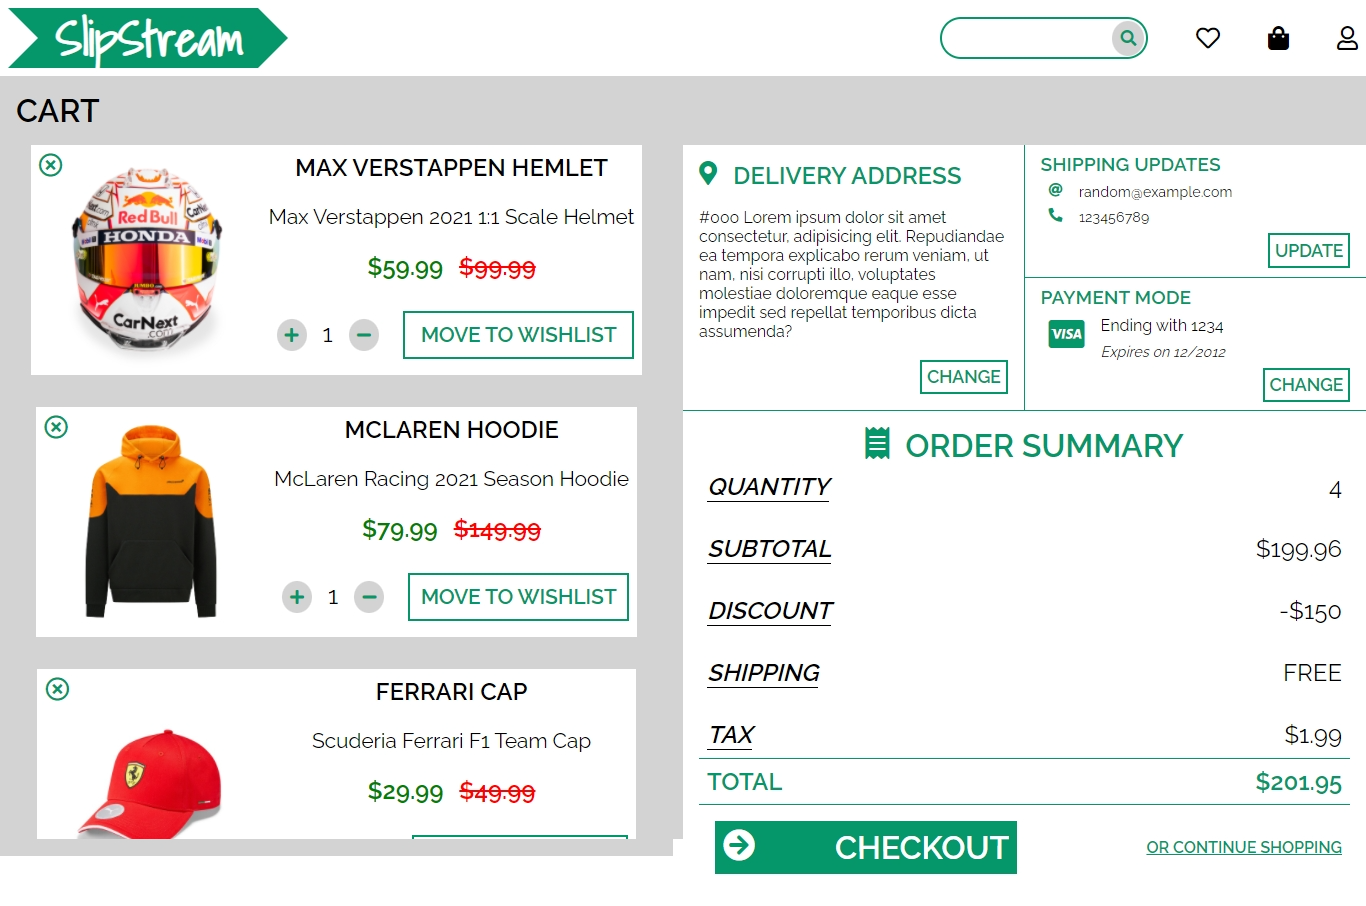 SlipStream
CART
MAX VERSTAPPEN HEMLET
Max Verstappen 2021 1:1 Scale Helmet
$59.99 $99.99
1 MOVE TO WISHLIST
Red Bull
HONDA
CarNext
.com
MCLAREN HOODIE
McLaren Racing 2021 Season Hoodie
$79.99 $149.99
1 MOVE TO WISHLIST
FERRARI CAP
Scuderia Ferrari F1 Team Cap
$29.99 $49.99
DELIVERY ADDRESS
#000 Lorem ipsum dolor sit amet
consectetur, adipisicing elit. Repudiandae
ea tempora explicabo rerum veniam, ut
nam, nisi corrupti illo, voluptates
molestiae doloremque eaque esse
impedit sed repellat temporibus dicta
assumenda?
CHANGE
SHIPPING UPDATES
random@example.com
123456789
UPDATE
PAYMENT MODE
VISA
Ending with 1234
Expires on 12/2012
CHANGE
ORDER SUMMARY
QUANTITY 4
SUBTOTAL $199.96
DISCOUNT -$150
SHIPPING FREE
TAX $1.99
TOTAL $201.95
CHECKOUT
OR CONTINUE SHOPPING